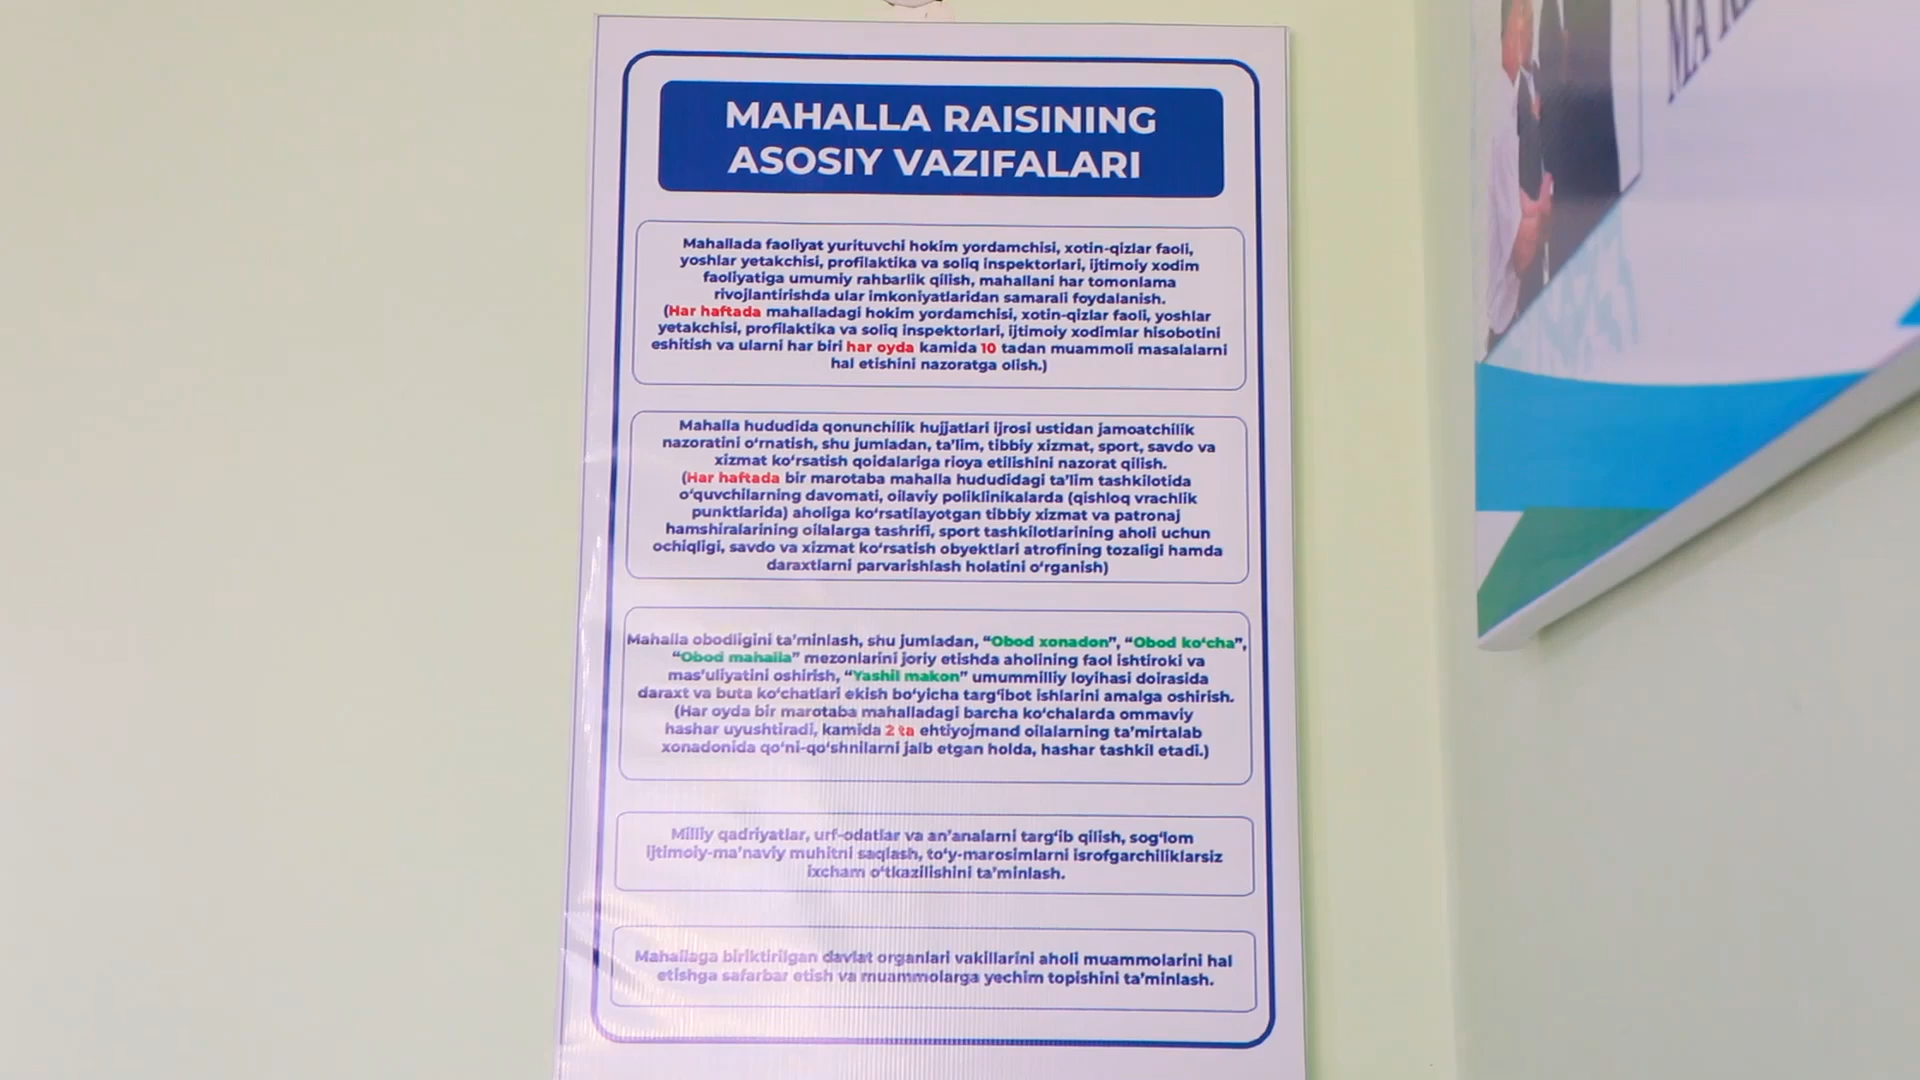 MAHALLA RAISINING
ASOSIY VAZIFALARI
Mahallada faoliyat yurituvchi hokim yordamchisi, xotin-qizlar faoli,
yoshlar yetakchisi, profilaktika va soliq inspektorlari, ijtimoiy xodim
faoliyatiga umumiy rahbarlik qilish, mahallani har tomonlama
rivojlantirishda ular imkoniyatlaridan samarali foydalanish.
(Har haftada mahalladagi hokim yordamchisi, xotin-qizlar faoli, yoshlar
yetakchisi, profilaktika va soliq inspektorlari, ijtimoiy xodimlar hisobotini
eshitish va ularni har biri har oyda kamida 10 tadan muammoli masalalarni
hal etishini nazoratga olish.)
Mahalla hududida qonunchilik hujjatlari ijrosi ustidan jamoatchilik
nazoratini o‘rnatish, shu jumladan, ta’lim, tibbiy xizmat, sport, savdo va
xizmat ko‘rsatish qoidalariga rioya etilishini nazorat qilish.
(Har haftada bir marotaba mahalla hududidagi ta’lim tashkilotida
o‘quvchilarning davomati, oilaviy poliklinikalarda (qishloq vrachlik
punktlarida) aholiga ko‘rsatilayotgan tibbiy xizmat va patronaj
hamshiralarining oilalarga tashrifi, sport tashkilotlarining aholi uchun
ochiqligi, savdo va xizmat ko‘rsatish obyektlari atrofining tozaligi hamda
daraxtlarni parvarishlash holatini o‘rganish)
Mahalla obodligini ta’minlash, shu jumladan, “Obod xonadon”, “Obod ko‘cha”,
“Obod mahalla” mezonlarini joriy etishda aholining faol ishtiroki va
mas’uliyatini oshirish, “Yashil makon” umummilliy loyihasi doirasida
daraxt va buta ko‘chatlari ekish bo‘yicha targ‘ibot ishlarini amalga oshirish.
(Har oyda bir marotaba mahalladagi barcha ko‘chalarda ommaviy
hashar uyushtiradi, kamida 2 ta ehtiyojmand oilalarning ta’mirtalab
xonadonida qo‘ni-qo‘shnilarni jalb etgan holda, hashar tashkil etadi.)
Milliy qadriyatlar, urf-odatlar va an’analarni targ‘ib qilish, sog‘lom
ijtimoiy-ma’naviy muhitni saqlash, to‘y-marosimlarni isrofgarchiliklarsiz
ixcham o‘tkazilishini ta’minlash.
Mahallaga biriktirilgan davlat organlari vakillarini aholi muammolarini hal
etishga safarbar etish va muammolarga yechim topishini ta’minlash.